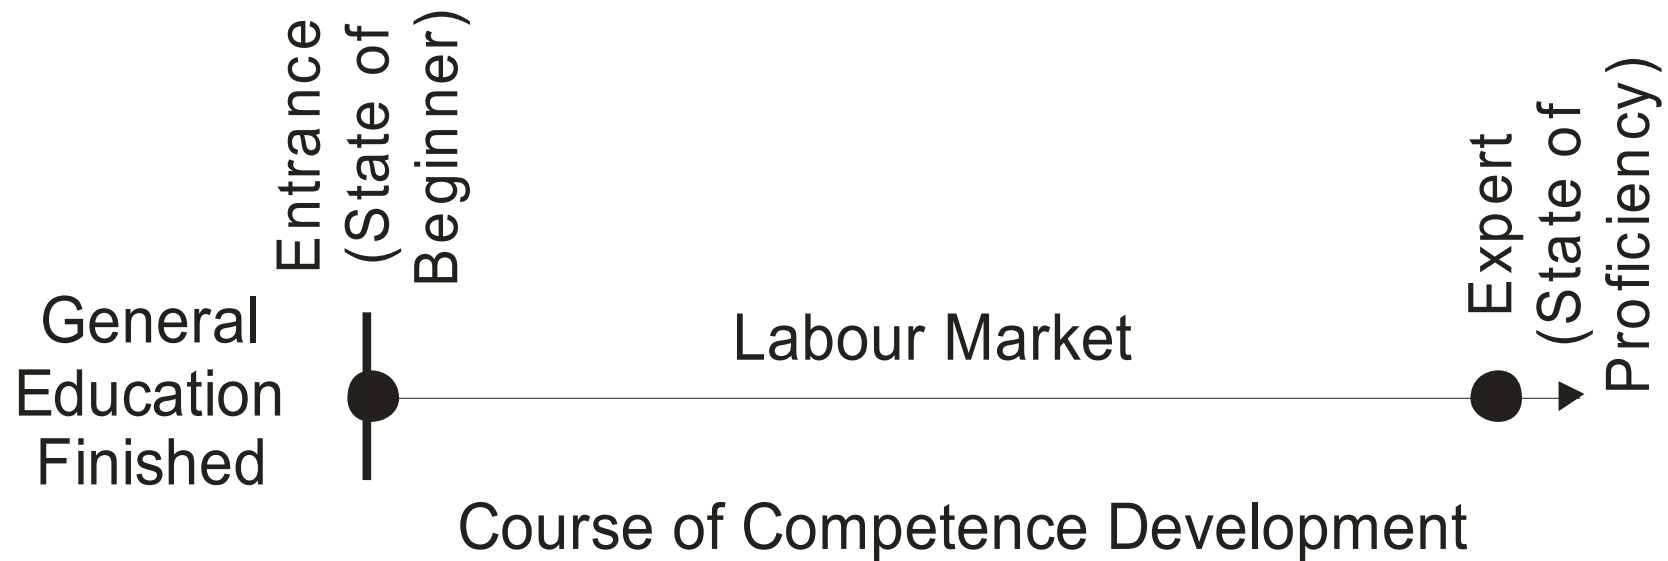 Entrance
(State of
Beginner)
Expert
(State of
Proficiency)
General
Education
Finished
Labour Market
Course of Competence Development